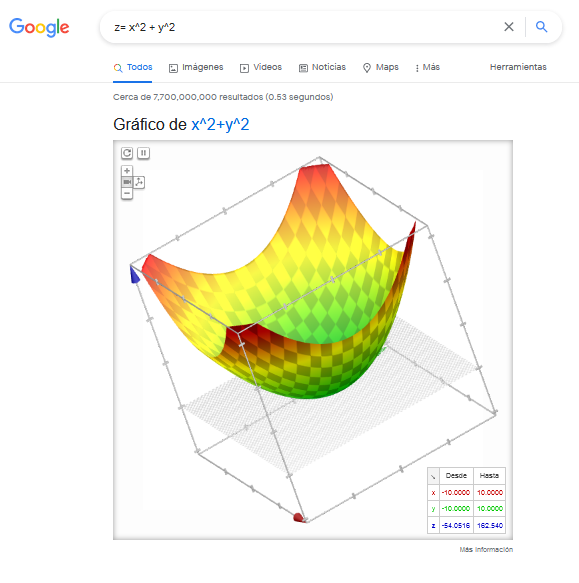 Google
z= x^2 + y^2
Todos Imágenes Videos Noticias Maps Más Herramientas
Cerca de 7,700,000,000 resultados (0.53 segundos)
Gráfico de x^2+y^2
Desde Hasta
x -10.0000 10.0000
y -10.0000 10.0000
z -54.0516 162.540
Más información